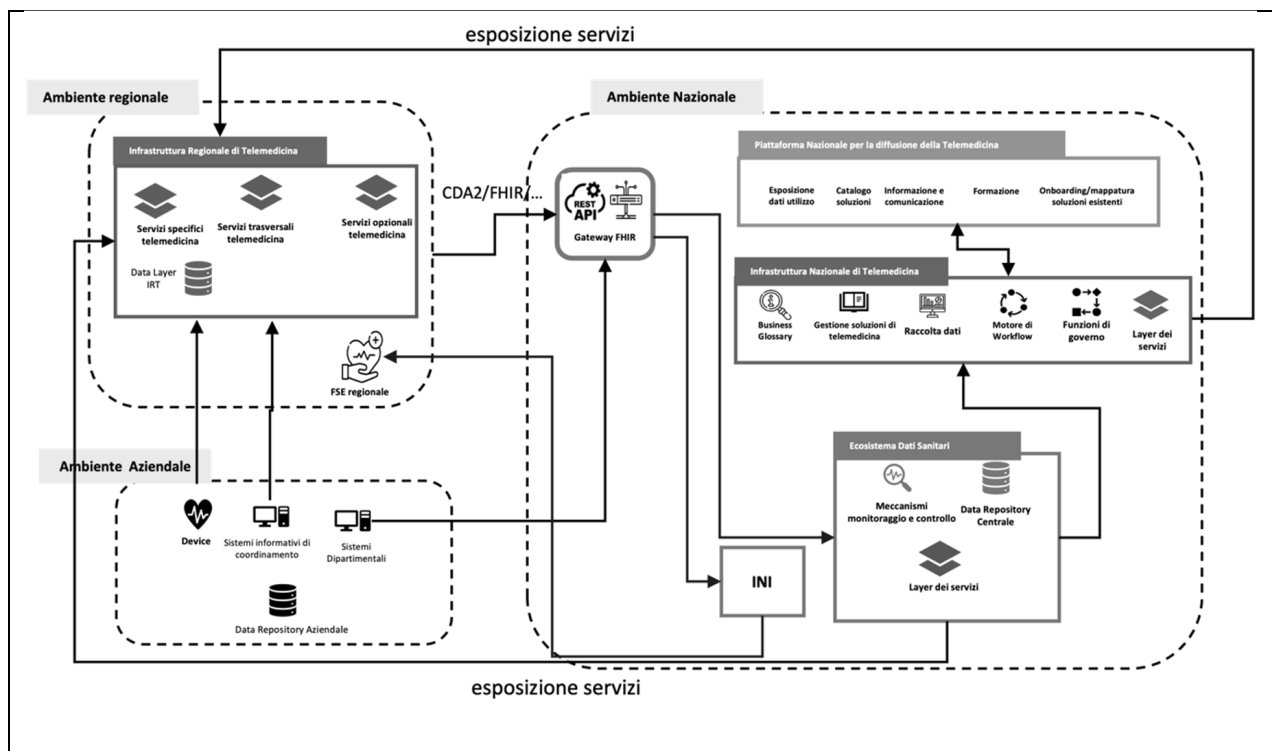 esposizione servizi
Ambiente regionale
Infrastruttura Regionale di Telemedicina
Servizi specifici
telemedicina
Servizi trasversali
telemedicina
Servizi opzionali
telemedicina
Data Layer
IRT
FSE regionale
CDA2/FHIR/...
Ambiente Aziendale
Device
Sistemi informativi di
coordinamento
Sistemi
Dipartimentali
Data Repository Aziendale
Ambiente Nazionale
REST
API
Gateway FHIR
Piattaforma Nazionale per la diffusione della Telemedicina
Esposizione
dati utilizzo
Catalogo
soluzioni
Informazione e
comunicazione
Formazione
Onboarding/mappatura
soluzioni esistenti
Infrastruttura Nazionale di Telemedicina
Business
Glossary
Gestione soluzioni di
telemedicina
Raccolta dati
Motore di
Workflow
Funzioni di
governo
Layer dei
servizi
Ecosistema Dati Sanitari
Meccanismi
monitoraggio e controllo
Data Repository
Centrale
Layer dei servizi
INI
esposizione servizi